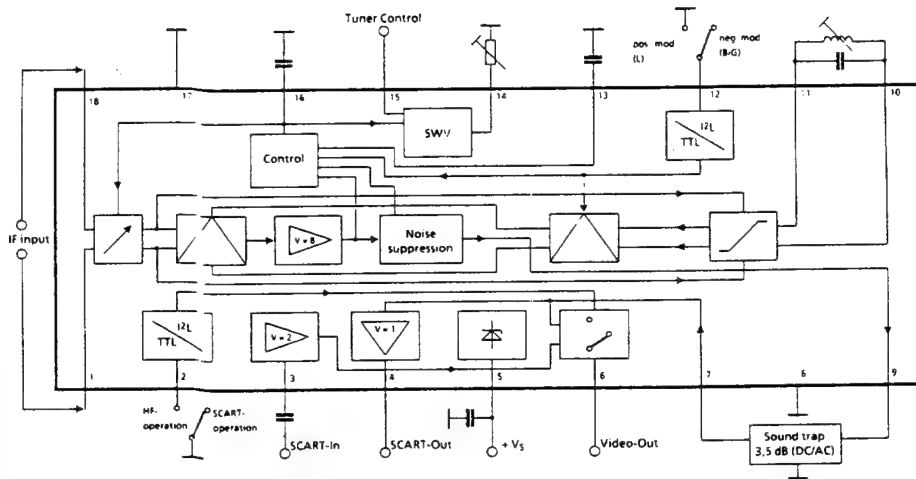 Tuner Control
pos. mod
(L)
neg mod
(B/G)
18
17
16
15
14
13
12
11
10
SWV
I²L
TTL
Control
IF input
V = 8
Noise
suppression
I²L
TTL
V = 2
V = 1
1
2
3
4
5
6
7
6
9
HF-
operation
SCART-
operation
SCART-In
SCART-Out
+ VS
Video-Out
Sound trap
3,5 dB (DC/AC)